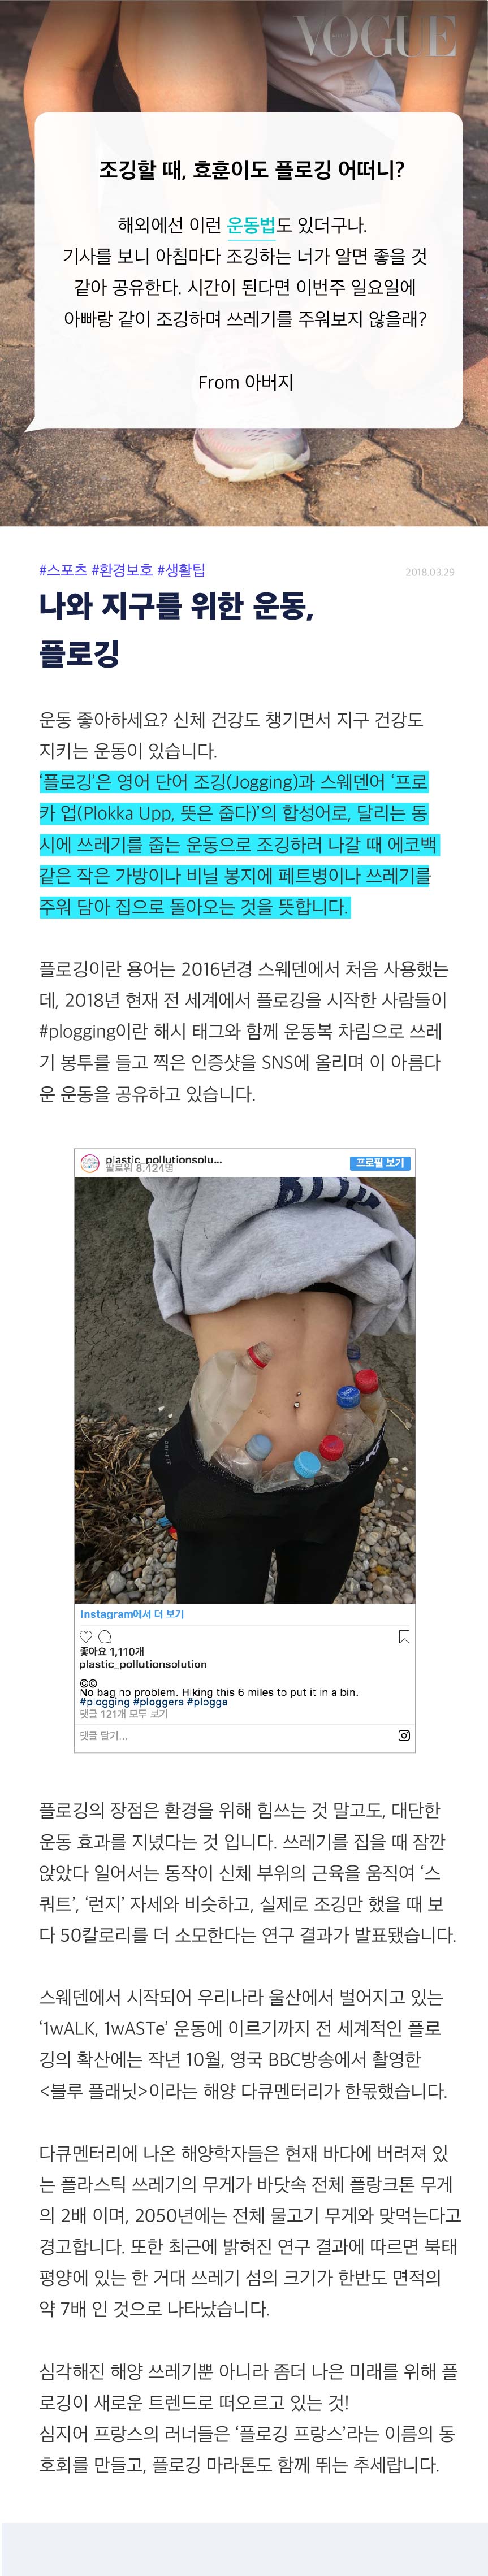 VOGUE
조깅할 때, 효훈이도 플로깅 어떠니?
해외에선 이런 운동법도 있더구나.
기사를 보니 아침마다 조깅하는 너가 알면 좋을 것
같아 공유한다. 시간이 된다면 이번주 일요일에
아빠랑 같이 조깅하며 쓰레기를 주워보지 않을래?
From 아버지
#스포츠 #환경보호 #생활팁
2018.03.29
나와 지구를 위한 운동,
플로깅
운동 좋아하세요? 신체 건강도 챙기면서 지구 건강도
지키는 운동이 있습니다.
‘플로깅’은 영어 단어 조깅(Jogging)과 스웨덴어 ‘프로
카 업(Plokka Upp, 뜻은 줍다)’의 합성어로, 달리는 동
시에 쓰레기를 줍는 운동으로 조깅하러 나갈 때 에코백
같은 작은 가방이나 비닐 봉지에 페트병이나 쓰레기를
주워 담아 집으로 돌아오는 것을 뜻합니다.
플로깅이란 용어는 2016년경 스웨덴에서 처음 사용했는
데, 2018년 현재 전 세계에서 플로깅을 시작한 사람들이
#plogging이란 해시 태그와 함께 운동복 차림으로 쓰레
기 봉투를 들고 찍은 인증샷을 SNS에 올리며 이 아름다
운 운동을 공유하고 있습니다.
plastic_pollutionsolu...
팔로워 8,424명
프로필 보기
Instagram에서 더 보기
좋아요 1,110개
plastic_pollutionsolution
©©
No bag no problem. Hiking this 6 miles to put it in a bin.
#plogging #ploggers #plogga
댓글 121개 모두 보기
댓글 달기...
플로깅의 장점은 환경을 위해 힘쓰는 것 말고도, 대단한
운동 효과를 지녔다는 것 입니다. 쓰레기를 집을 때 잠깐
앉았다 일어서는 동작이 신체 부위의 근육을 움직여 ‘스
쿼트’, ‘런지’ 자세와 비슷하고, 실제로 조깅만 했을 때 보
다 50칼로리를 더 소모한다는 연구 결과가 발표됐습니다.
스웨덴에서 시작되어 우리나라 울산에서 벌어지고 있는
‘1wALK, 1wASTe’ 운동에 이르기까지 전 세계적인 플로
깅의 확산에는 작년 10월, 영국 BBC방송에서 촬영한
<블루 플래닛>이라는 해양 다큐멘터리가 한몫했습니다.
다큐멘터리에 나온 해양학자들은 현재 바다에 버려져 있
는 플라스틱 쓰레기의 무게가 바닷속 전체 플랑크톤 무게
의 2배 이며, 2050년에는 전체 물고기 무게와 맞먹는다고
경고합니다. 또한 최근에 밝혀진 연구 결과에 따르면 북태
평양에 있는 한 거대 쓰레기 섬의 크기가 한반도 면적의
약 7배 인 것으로 나타났습니다.
심각해진 해양 쓰레기뿐 아니라 좀더 나은 미래를 위해 플
로깅이 새로운 트렌드로 떠오르고 있는 것!
심지어 프랑스의 러너들은 ‘플로깅 프랑스’라는 이름의 동
호회를 만들고, 플로깅 마라톤도 함께 뛰는 추세랍니다.